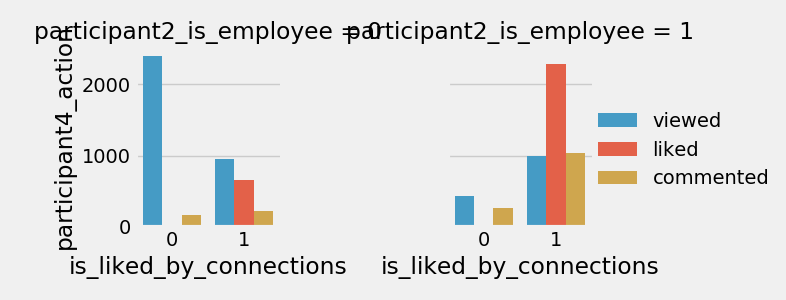 participant2_is_employee = 0
participant2_is_employee = 1
participant4_action
2000
1000
0
0 1
0 1
is_liked_by_connections
is_liked_by_connections
viewed
liked
commented